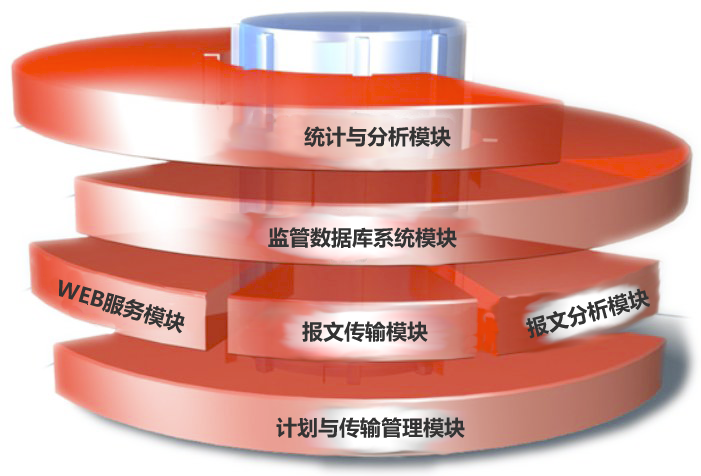 统计与分析模块
监管数据库系统模块
WEB服务模块
报文传输模块
报文分析模块
计划与传输管理模块